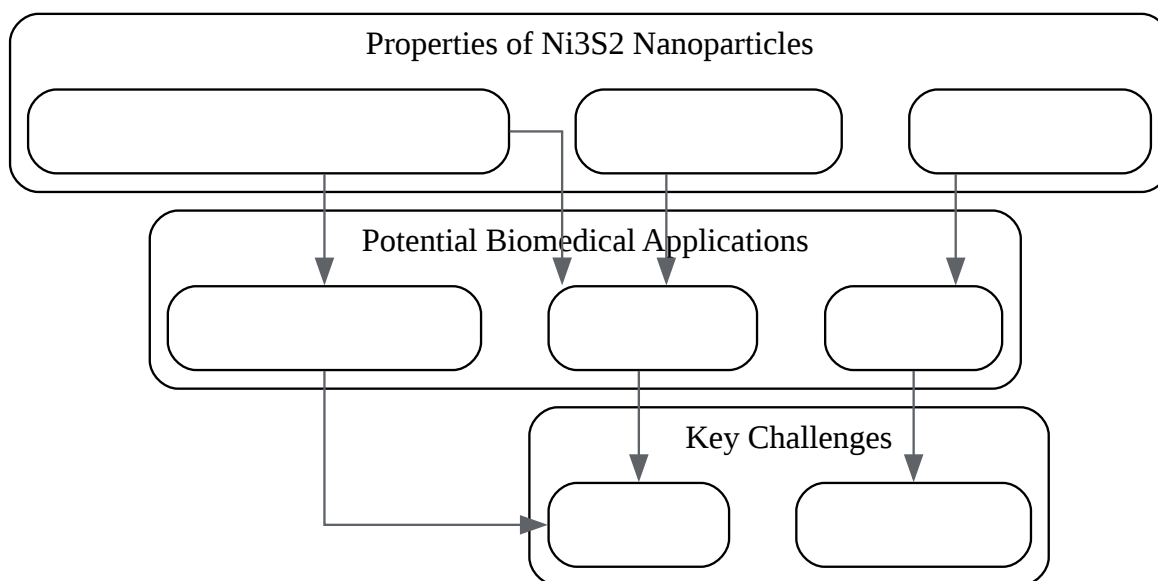 Properties of Ni3S2 Nanoparticles
Potential Biomedical Applications
Key Challenges